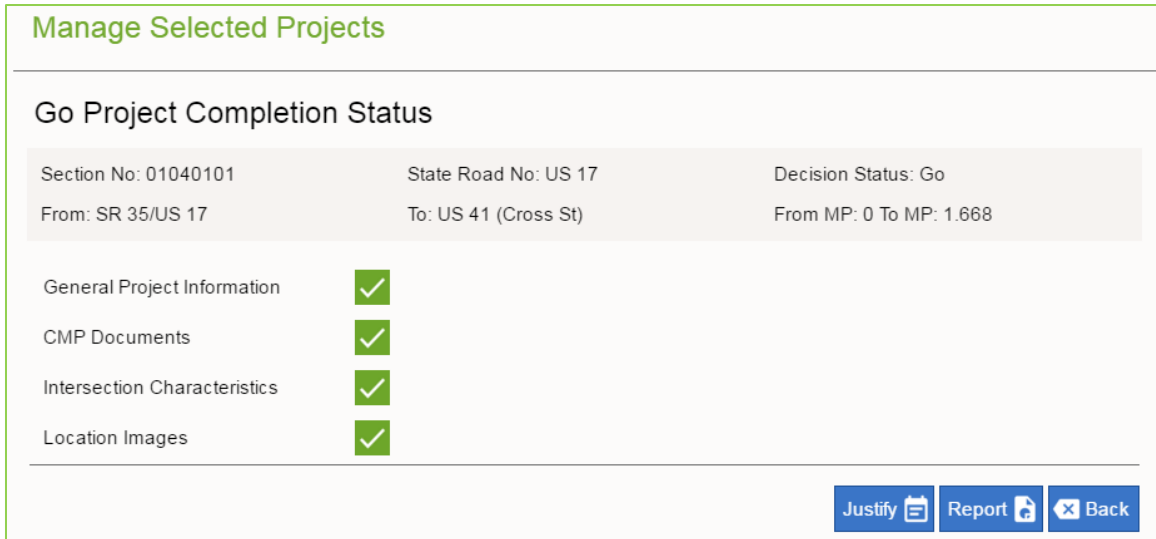 Manage Selected Projects
Go Project Completion Status
Section No: 01040101 State Road No: US 17 Decision Status: Go
From: SR 35/US 17 To: US 41 (Cross St) From MP: 0 To MP: 1.668
General Project Information
CMP Documents
Intersection Characteristics
Location Images
Justify Report Back